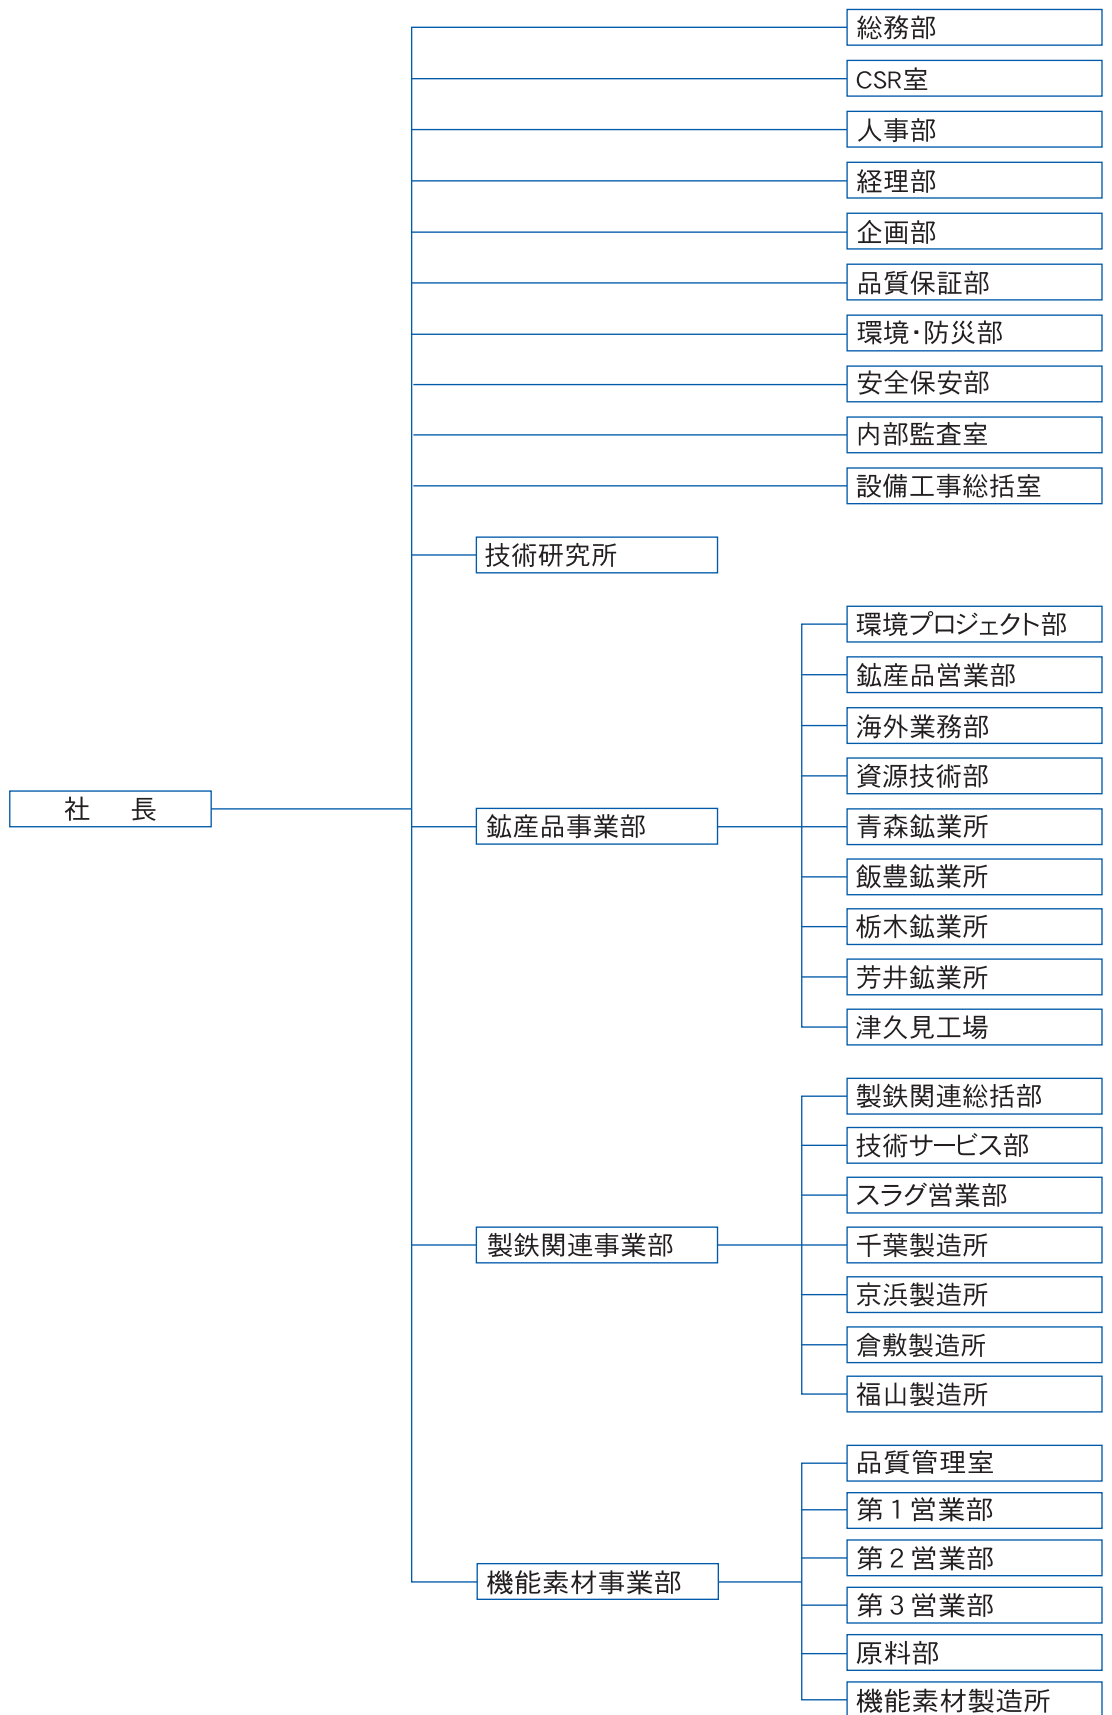 総務部
CSR室
人事部
経理部
企画部
品質保証部
環境・防災部
安全保安部
内部監査室
設備工事総括室
技術研究所
環境プロジェクト部
鉱産品営業部
海外業務部
資源技術部
社　長
鉱産品事業部
青森鉱業所
飯豊鉱業所
栃木鉱業所
芳井鉱業所
津久見工場
製鉄関連総括部
技術サービス部
スラグ営業部
製鉄関連事業部
千葉製造所
京浜製造所
倉敷製造所
福山製造所
品質管理室
第１営業部
第２営業部
機能素材事業部
第３営業部
原料部
機能素材製造所